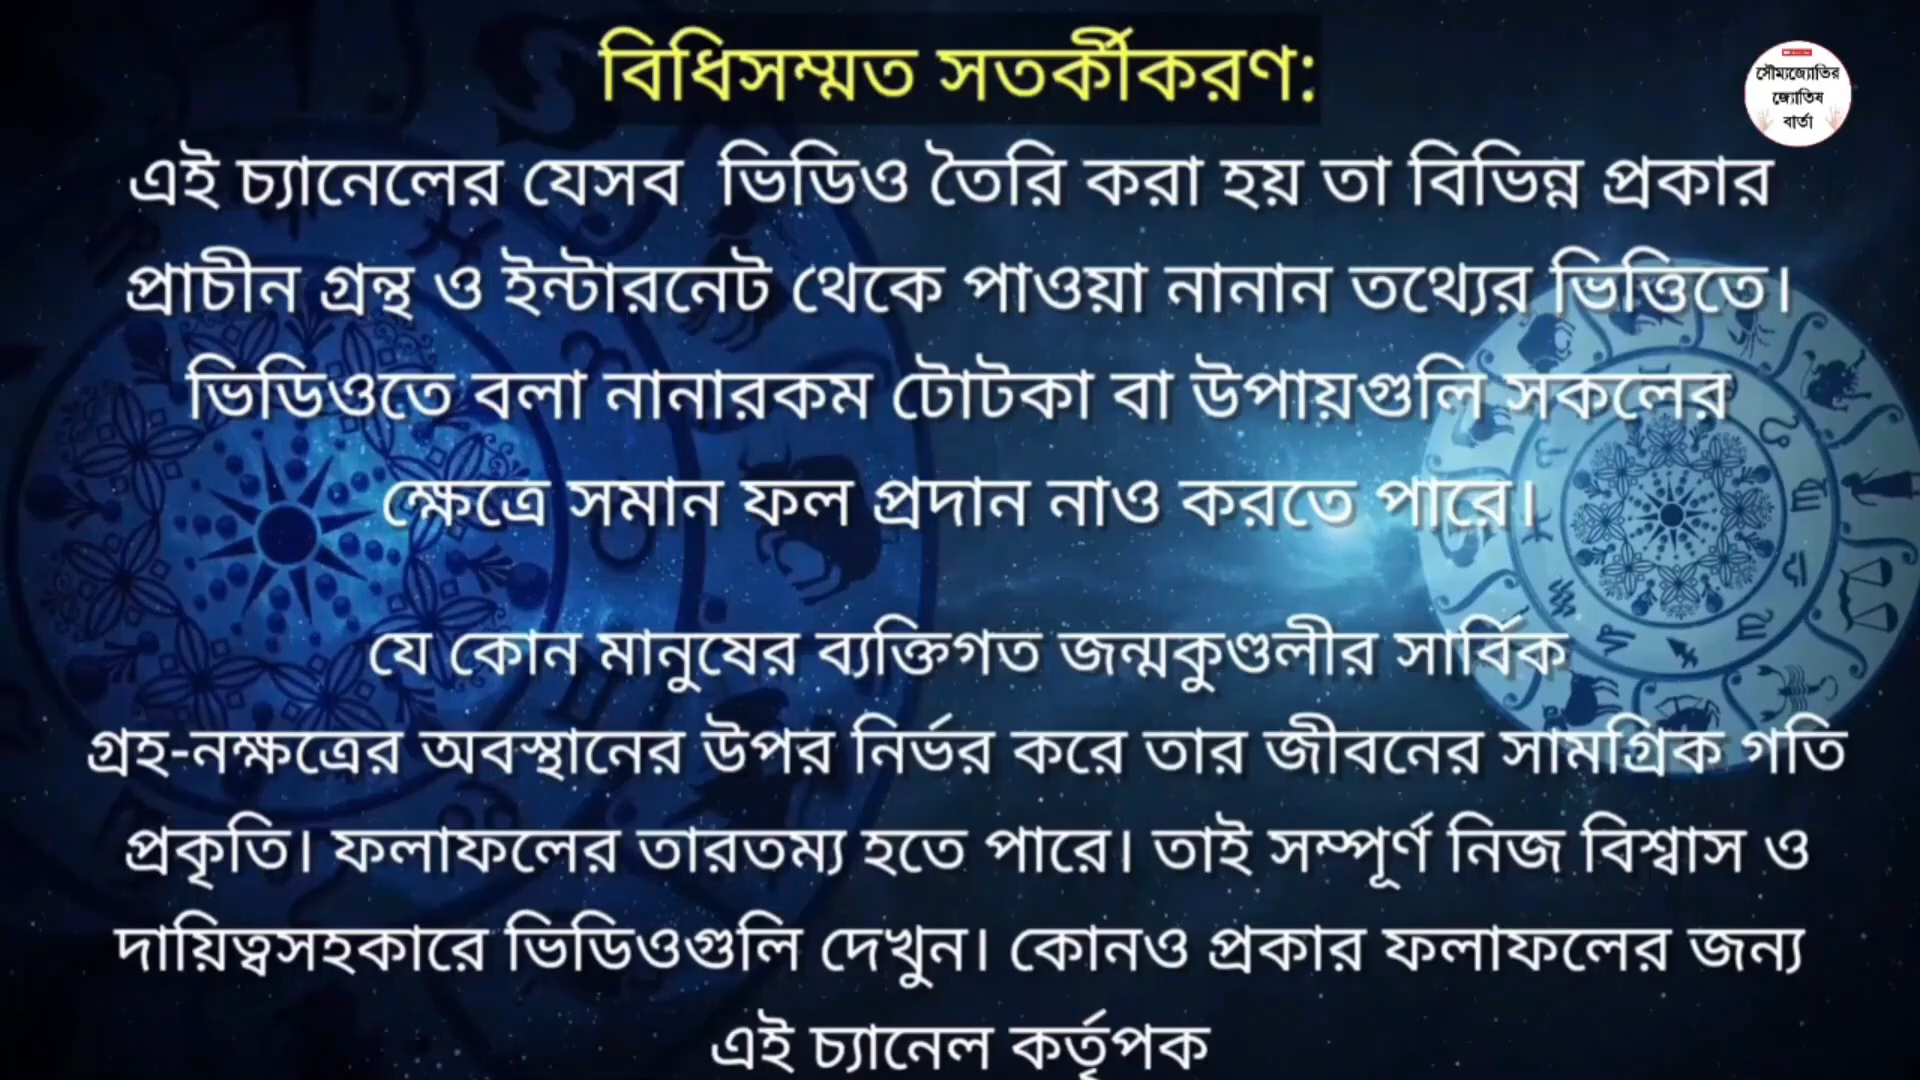 বিধিসম্মত সতর্কীকরণ:
সৌম্যজ্যোতির
জ্যোতিষ
বার্তা
এই চ্যানেলের যেসব ভিডিও তৈরি করা হয় তা বিভিন্ন প্রকার
প্রাচীন গ্রন্থ ও ইন্টারনেট থেকে পাওয়া নানান তথ্যের ভিত্তিতে।
ভিডিওতে বলা নানারকম টোটকা বা উপায়গুলি সকলের
ক্ষেত্রে সমান ফল প্রদান নাও করতে পারে।
যে কোন মানুষের ব্যক্তিগত জন্মকুণ্ডলীর সার্বিক
গ্রহ-নক্ষত্রের অবস্থানের উপর নির্ভর করে তার জীবনের সামগ্রিক গতি
প্রকৃতি। ফলাফলের তারতম্য হতে পারে। তাই সম্পূর্ণ নিজ বিশ্বাস ও
দায়িত্বসহকারে ভিডিওগুলি দেখুন। কোনও প্রকার ফলাফলের জন্য
এই চ্যানেল কর্তৃপক